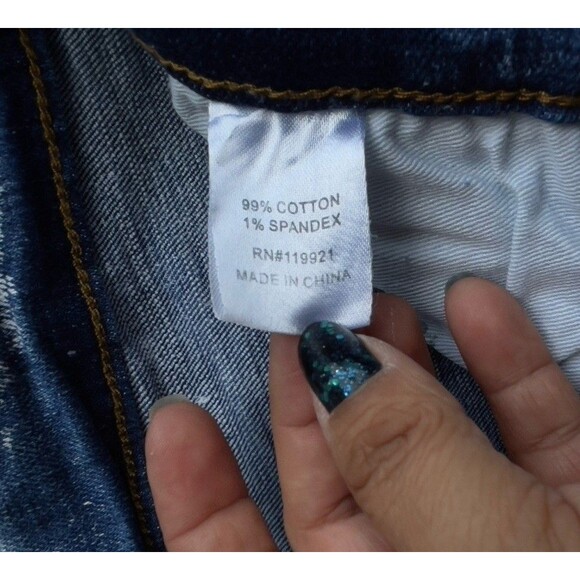 99% COTTON
1% SPANDEX
RN#119921
MADE IN CHINA